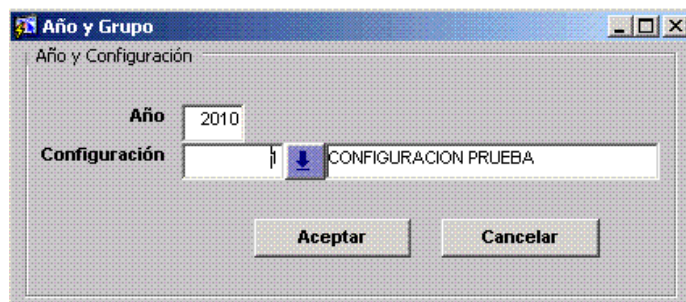 Año y Grupo
Año y Configuración
Año 2010
Configuración 1 CONFIGURACION PRUEBA
Aceptar Cancelar